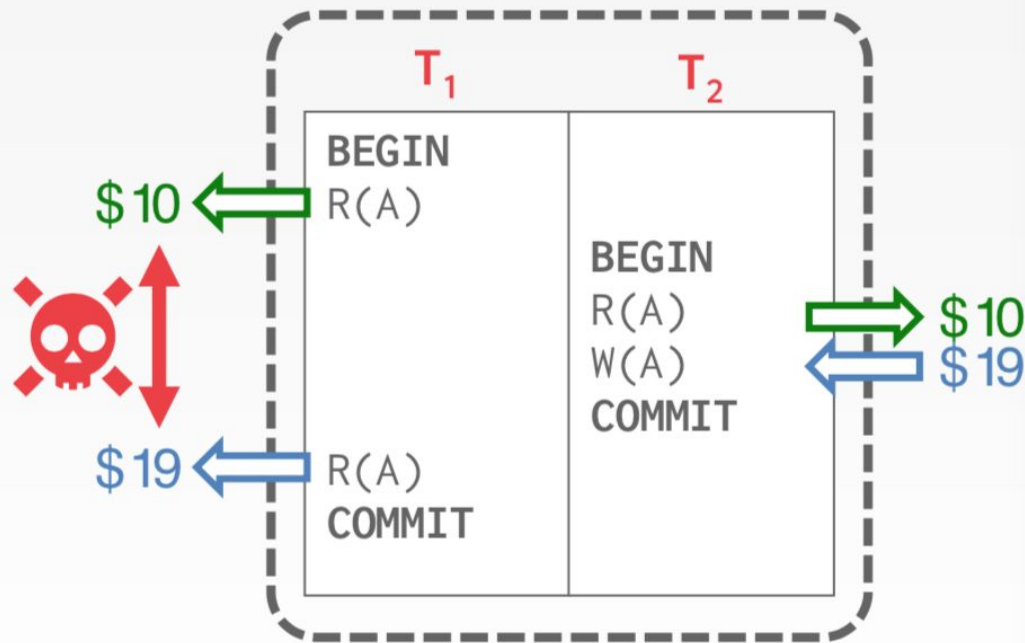 T₁
T₂
BEGIN
$10
R(A)
BEGIN
R(A)
$10
W(A)
$19
COMMIT
$19
R(A)
COMMIT